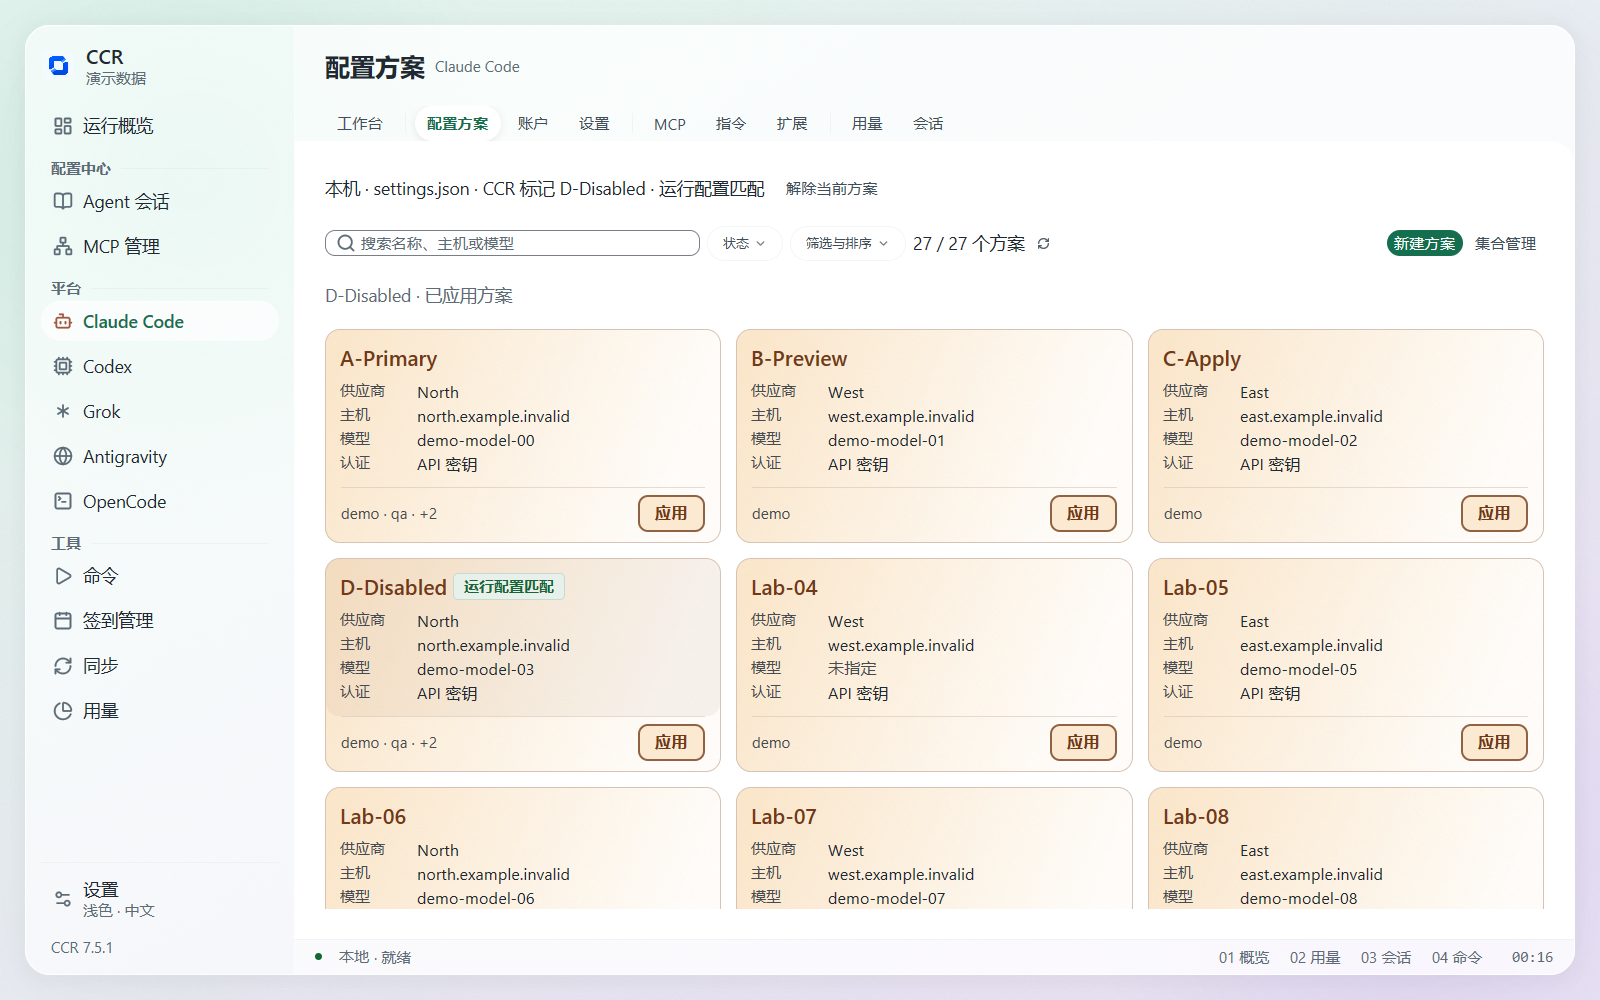 CCR
演示数据
运行概览
配置中心
Agent 会话
MCP 管理
平台
Claude Code
Codex
Grok
Antigravity
OpenCode
工具
命令
签到管理
同步
用量
设置
浅色 · 中文
CCR 7.5.1
配置方案 Claude Code
工作台 配置方案 账户 设置 MCP 指令 扩展 用量 会话
本机 · settings.json · CCR 标记 D-Disabled · 运行配置匹配 解除当前方案
搜索名称、主机或模型 状态 筛选与排序 27 / 27 个方案 新建方案 集合管理
D-Disabled · 已应用方案
A-Primary
供应商 North
主机 north.example.invalid
模型 demo-model-00
认证 API 密钥
demo · qa · +2 应用
B-Preview
供应商 West
主机 west.example.invalid
模型 demo-model-01
认证 API 密钥
demo 应用
C-Apply
供应商 East
主机 east.example.invalid
模型 demo-model-02
认证 API 密钥
demo 应用
D-Disabled 运行配置匹配
供应商 North
主机 north.example.invalid
模型 demo-model-03
认证 API 密钥
demo · qa · +2 应用
Lab-04
供应商 West
主机 west.example.invalid
模型 未指定
认证 API 密钥
demo 应用
Lab-05
供应商 East
主机 east.example.invalid
模型 demo-model-05
认证 API 密钥
demo 应用
Lab-06
供应商 North
主机 north.example.invalid
模型 demo-model-06
Lab-07
供应商 West
主机 west.example.invalid
模型 demo-model-07
Lab-08
供应商 East
主机 east.example.invalid
模型 demo-model-08
本地 · 就绪 01 概览 02 用量 03 会话 04 命令 00:16